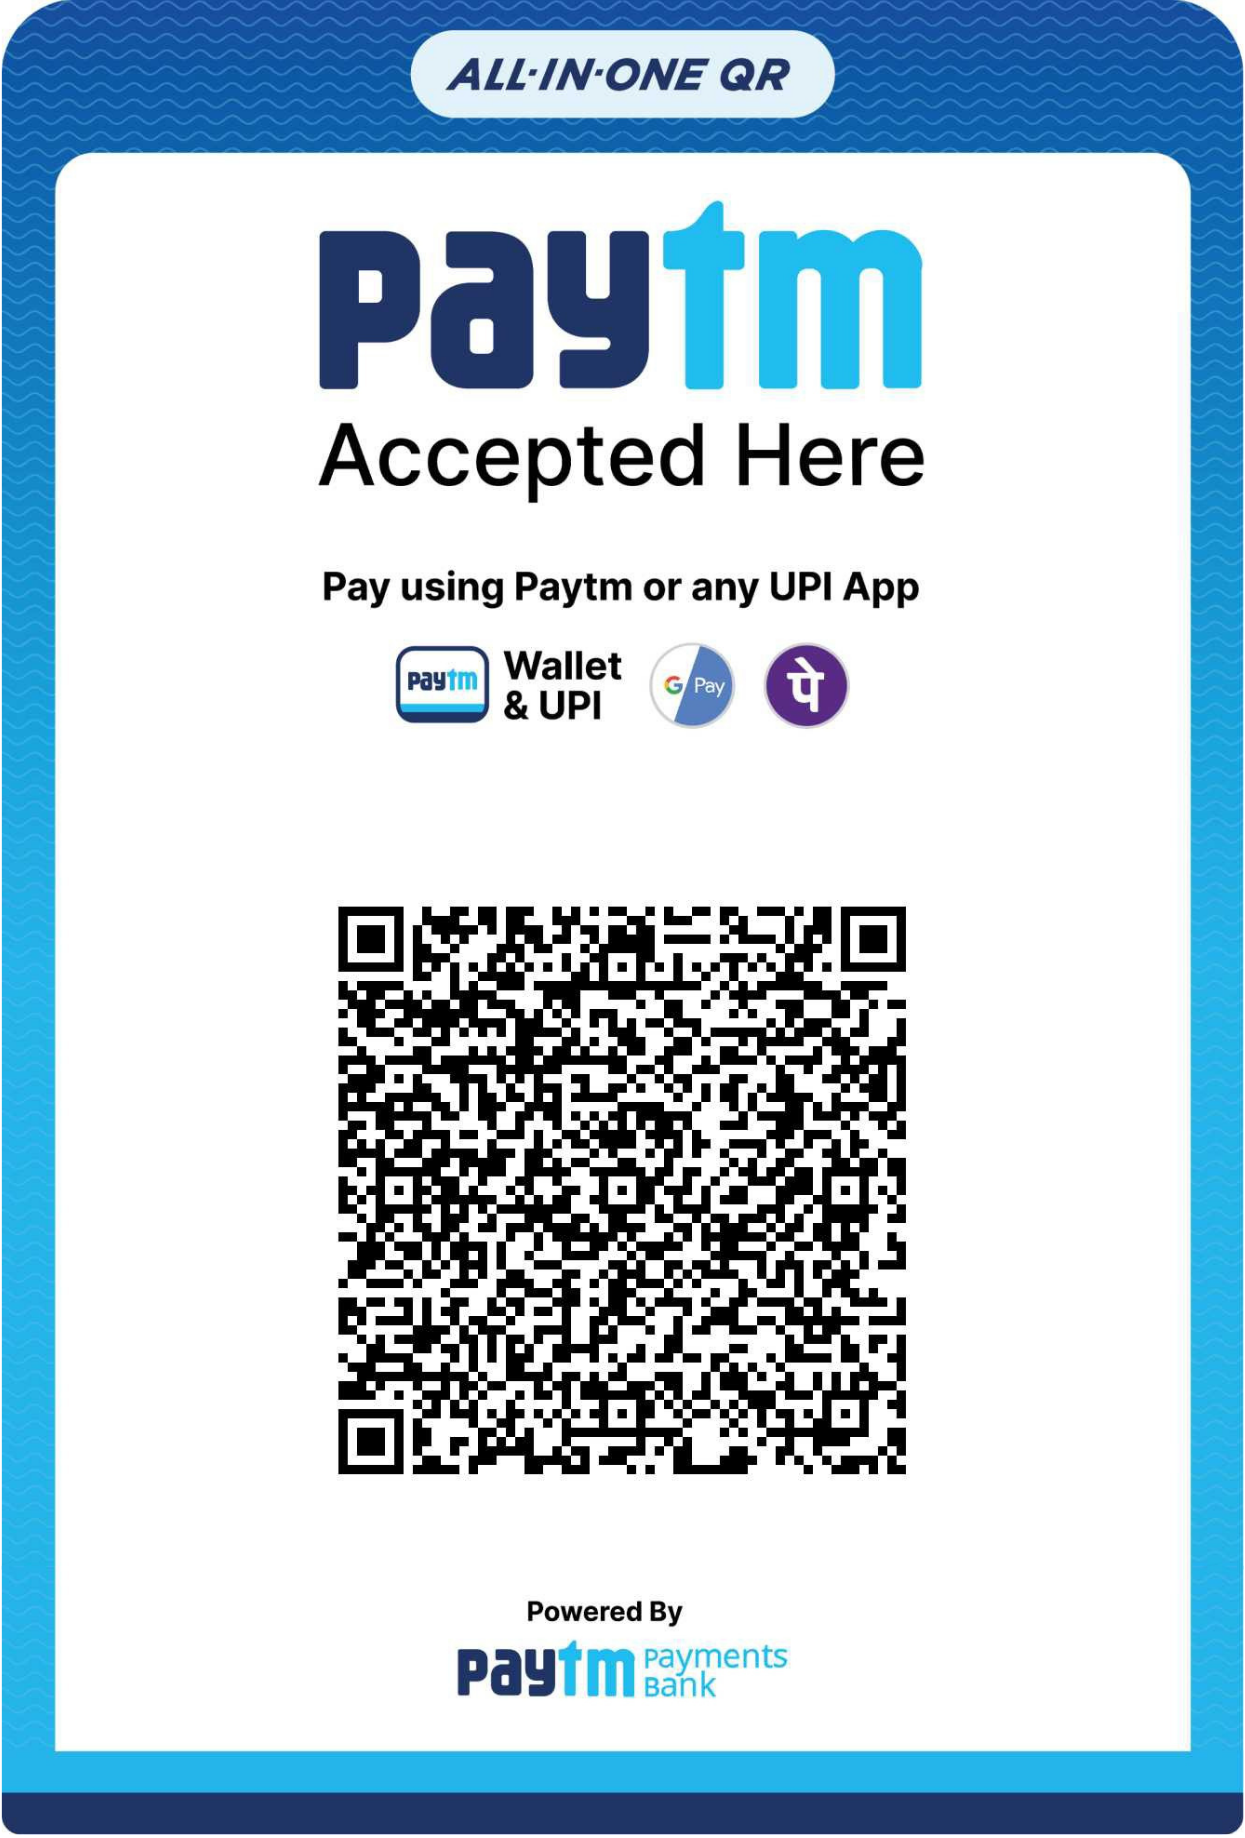 ALL·IN·ONE QR
paytm
Accepted Here
Pay using Paytm or any UPI App
paytm
Wallet
& UPI
G Pay
पे
Powered By
paytm Payments
Bank